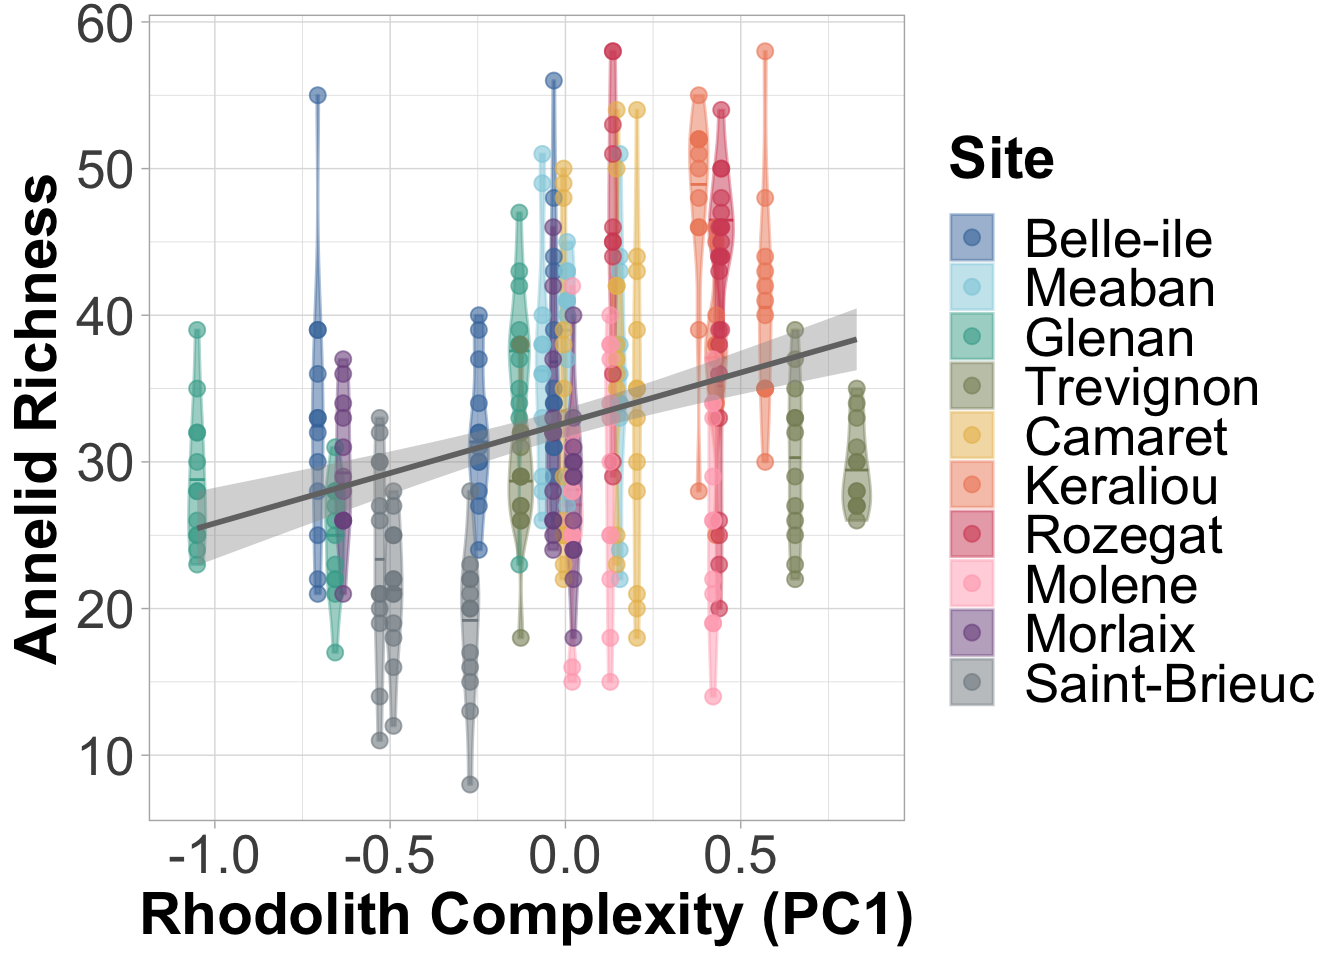 60
50
40
30
20
10
Annelid Richness
-1.0 -0.5 0.0 0.5
Rhodolith Complexity (PC1)
Site
Belle-ile
Meaban
Glenan
Trevignon
Camaret
Keraliou
Rozegat
Molene
Morlaix
Saint-Brieuc